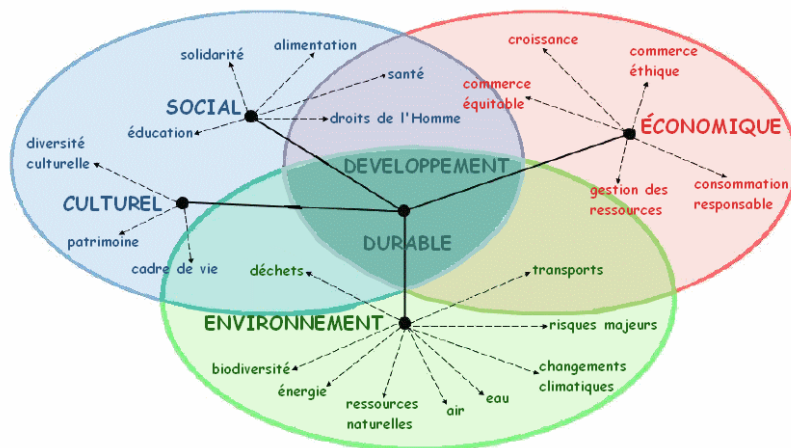 solidarité
alimentation
santé
SOCIAL
droits de l'Homme
éducation
diversité
culturelle
CULTUREL
patrimoine
cadre de vie
croissance
commerce
éthique
commerce
équitable
ÉCONOMIQUE
gestion des
ressources
consommation
responsable
DEVELOPPEMENT
DURABLE
déchets
transports
ENVIRONNEMENT
risques majeurs
biodiversité
énergie
ressources
naturelles
air
eau
changements
climatiques